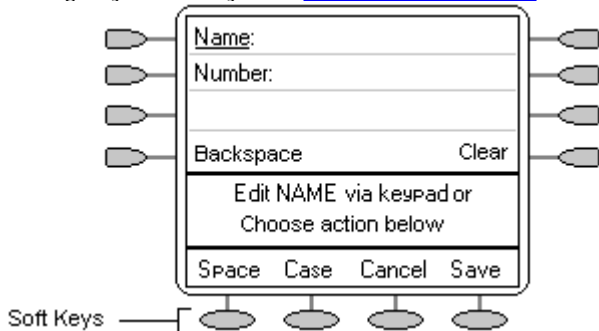 Name:
Number:
Backspace Clear
Edit NAME via keypad or
Choose action below
Space Case Cancel Save
Soft Keys